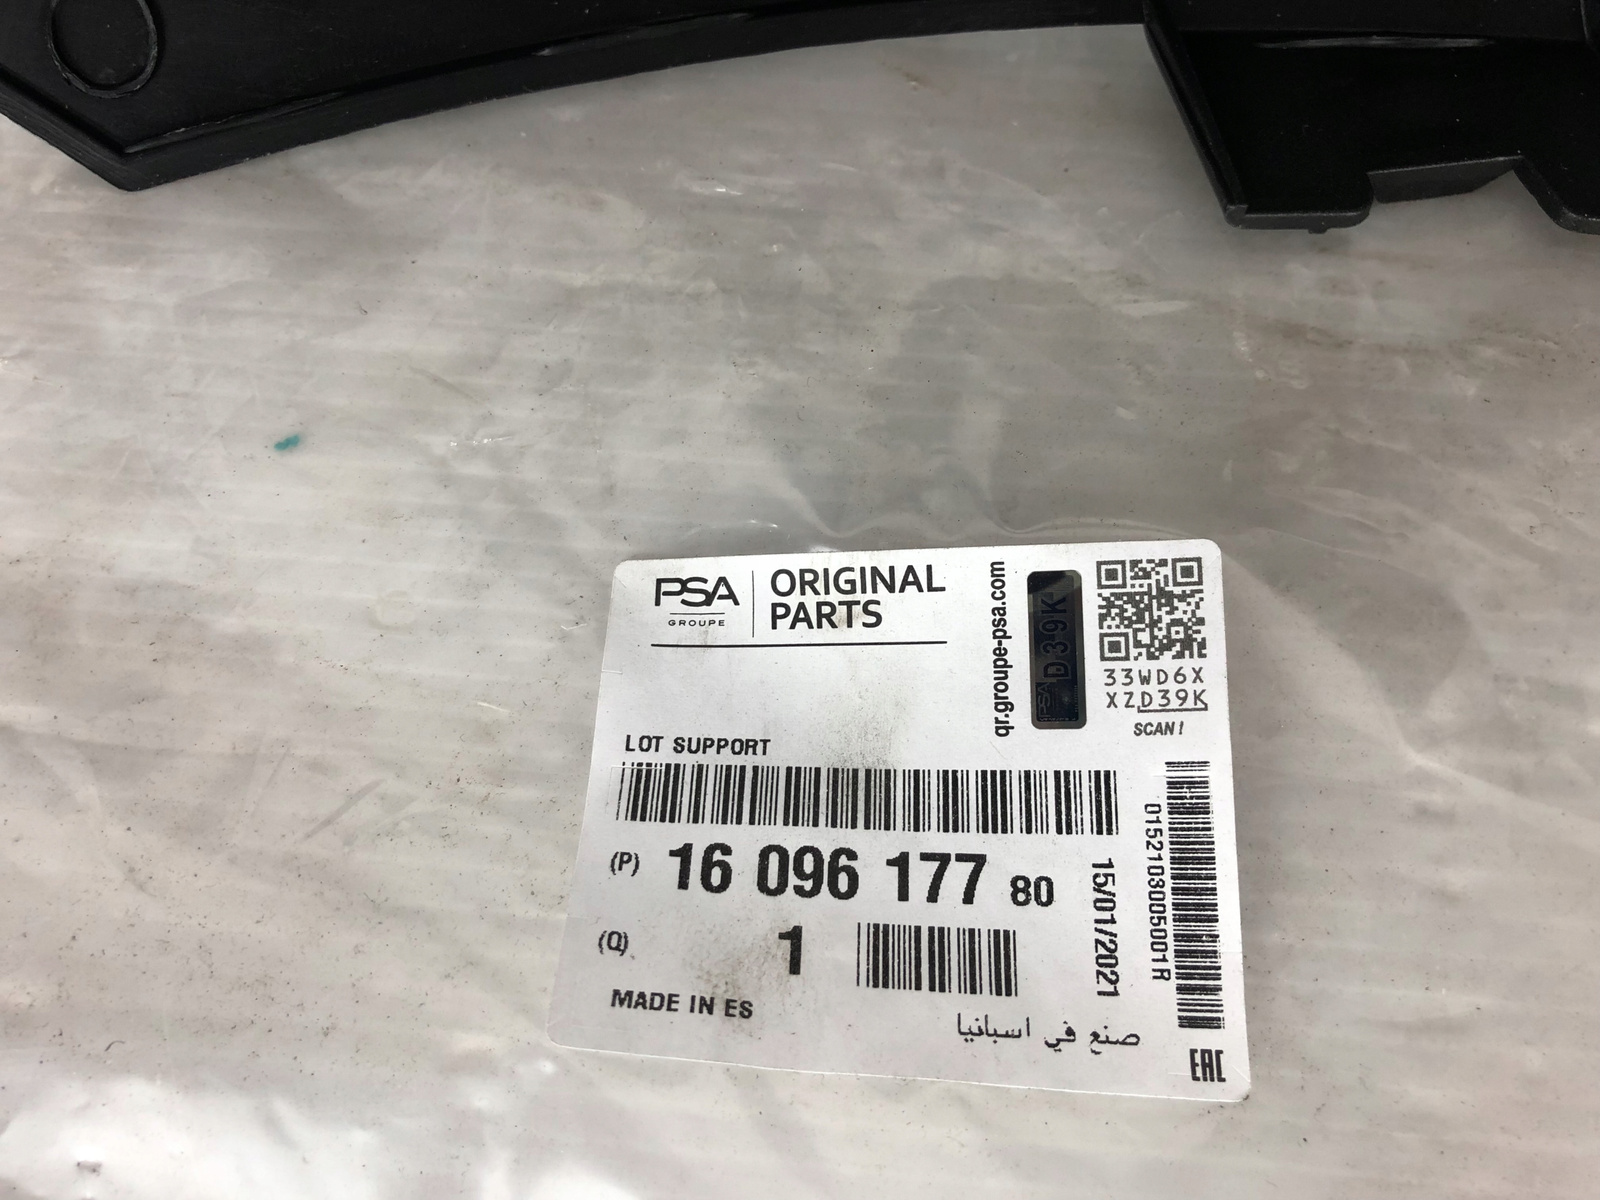 PSA
GROUPE
ORIGINAL
PARTS
qr.groupe-psa.com
PSA
D39K
33WD6X
XZD39K
SCAN!
LOT SUPPORT
(P) 16 096 177 80
(Q) 1
MADE IN ES
صنع في اسبانيا
15/01/2021
0152103005001R
EAC